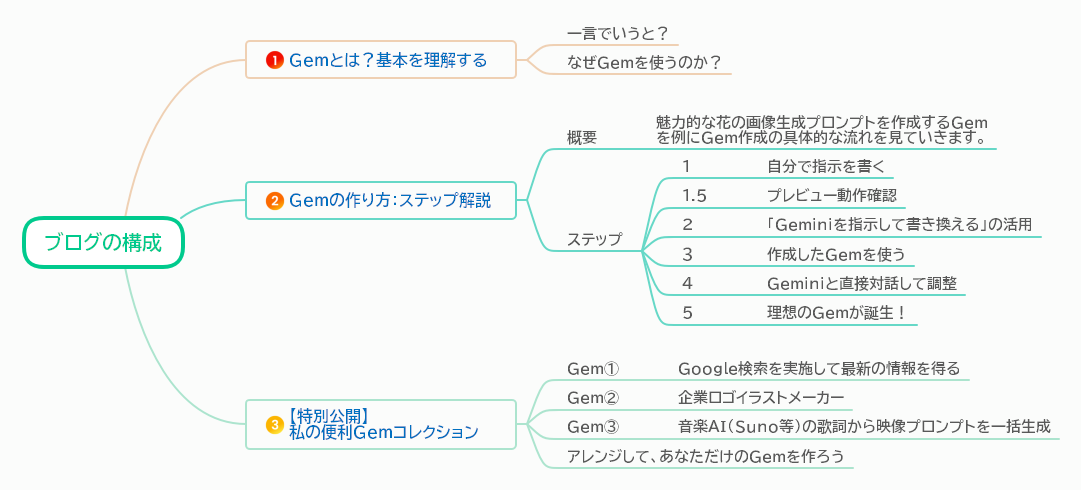 ブログの構成
1 Gemとは？基本を理解する
一言でいうと？
なぜGemを使うのか？
2 Gemの作り方：ステップ解説
概要
魅力的な花の画像生成プロンプトを作成するGem
を例にGem作成の具体的な流れを見ていきます。
ステップ
1 自分で指示を書く
1.5 プレビュー動作確認
2 「Geminiを指示して書き換える」の活用
3 作成したGemを使う
4 Geminiと直接対話して調整
5 理想のGemが誕生！
3 【特別公開】
私の便利Gemコレクション
Gem① Google検索を実施して最新の情報を得る
Gem② 企業ロゴイラストメーカー
Gem③ 音楽AI（Suno等）の歌詞から映像プロンプトを一括生成
アレンジして、あなただけのGemを作ろう